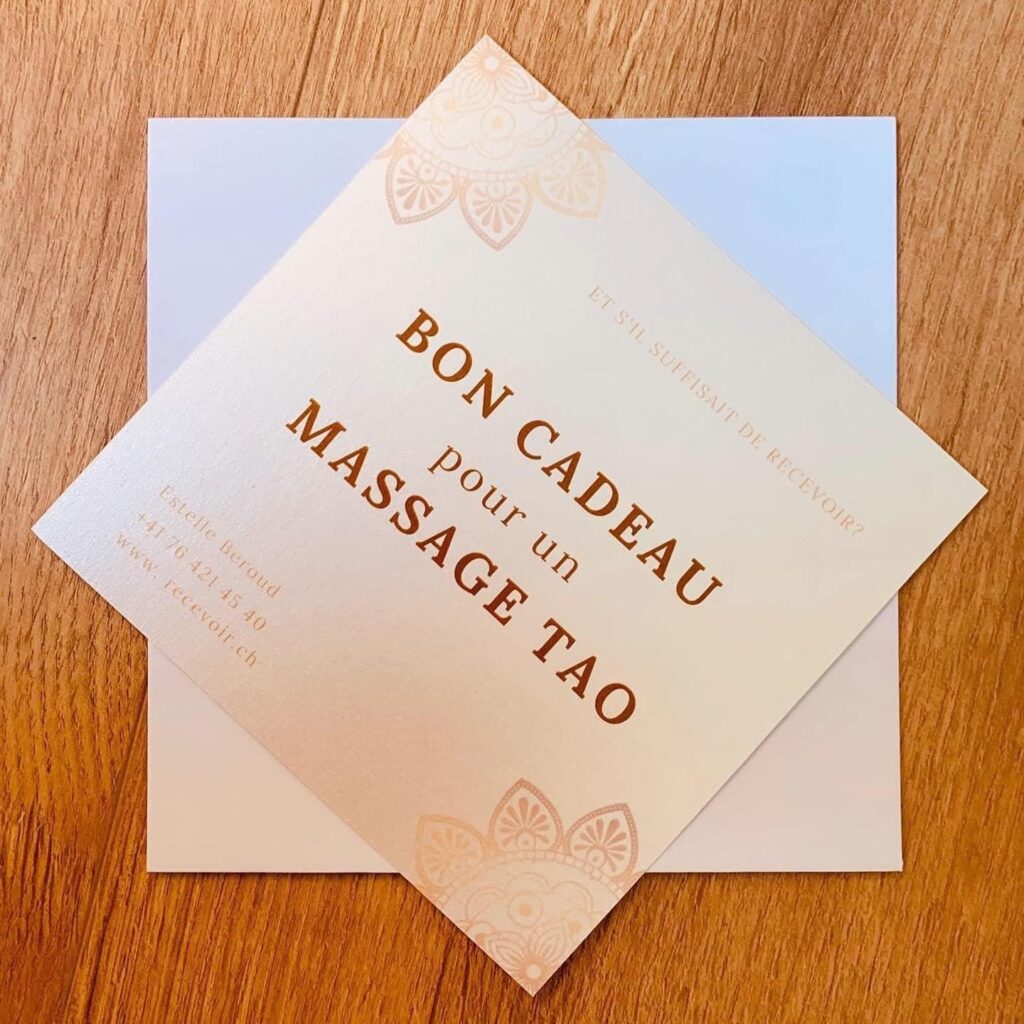 ET S'IL SUFFISAIT DE RECEVOIR?
BON CADEAU
pour un
MASSAGE TAO
Estelle Beroud
+41 76 421 45 40
www. recevoir.ch